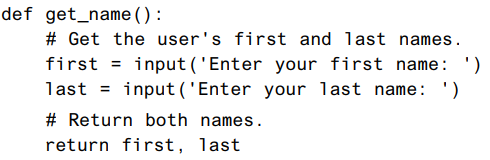 def get_name():
    # Get the user's first and last names.
    first = input('Enter your first name: ')
    last = input('Enter your last name: ')
    # Return both names.
    return first, last